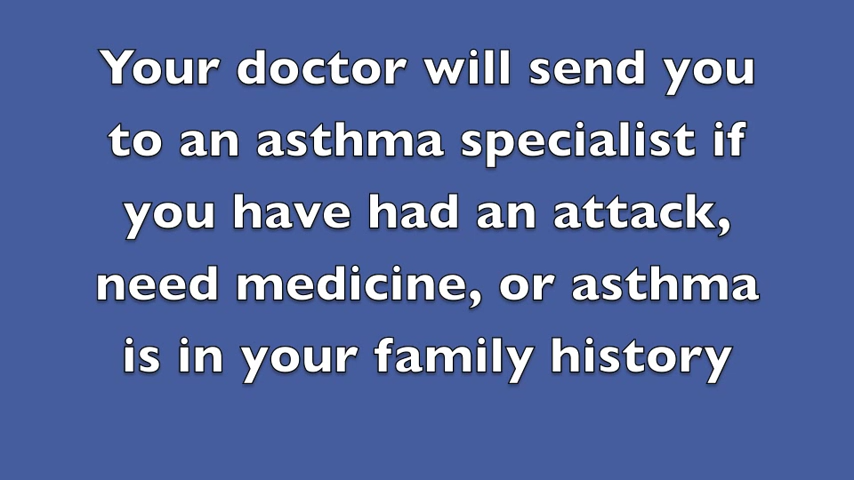 Your doctor will send you
to an asthma specialist if
you have had an attack,
need medicine, or asthma
is in your family history